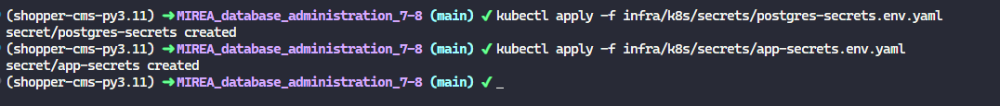 (shopper-cms-py3.11) ➜MIREA_database_administration_7-8 (main) ✓ kubectl apply -f infra/k8s/secrets/postgres-secrets.env.yaml
secret/postgres-secrets created
(shopper-cms-py3.11) ➜MIREA_database_administration_7-8 (main) ✓ kubectl apply -f infra/k8s/secrets/app-secrets.env.yaml
secret/app-secrets created
(shopper-cms-py3.11) ➜MIREA_database_administration_7-8 (main) ✓ _